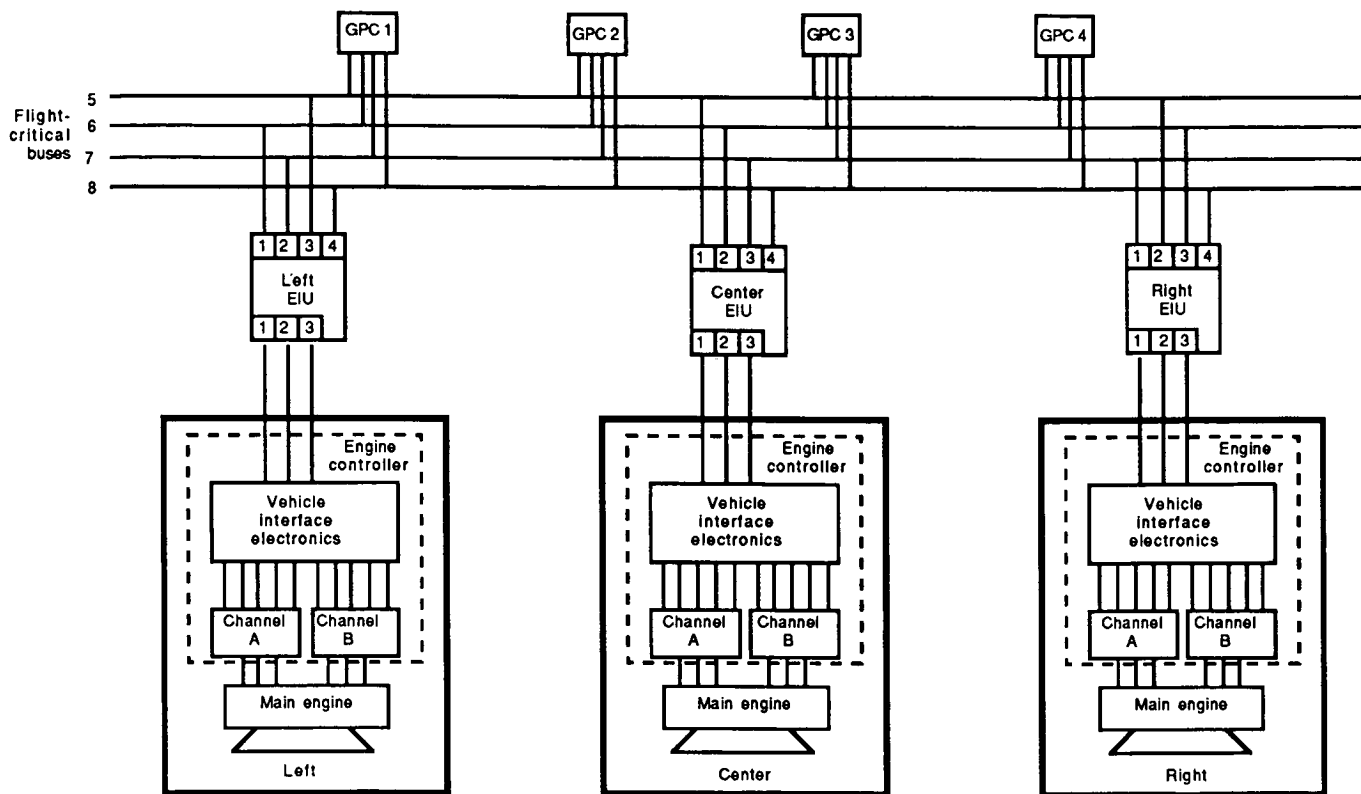 GPC 1
GPC 2
GPC 3
GPC 4
Flight-
critical
buses
5
6
7
8
1 2 3 4
Left
EIU
1 2 3
1 2 3 4
Center
EIU
1 2 3
1 2 3 4
Right
EIU
1 2 3
Engine
controller
Vehicle
interface
electronics
Channel
A
Channel
B
Main engine
Left
Engine
controller
Vehicle
interface
electronics
Channel
A
Channel
B
Main engine
Center
Engine
controller
Vehicle
interface
electronics
Channel
A
Channel
B
Main engine
Right